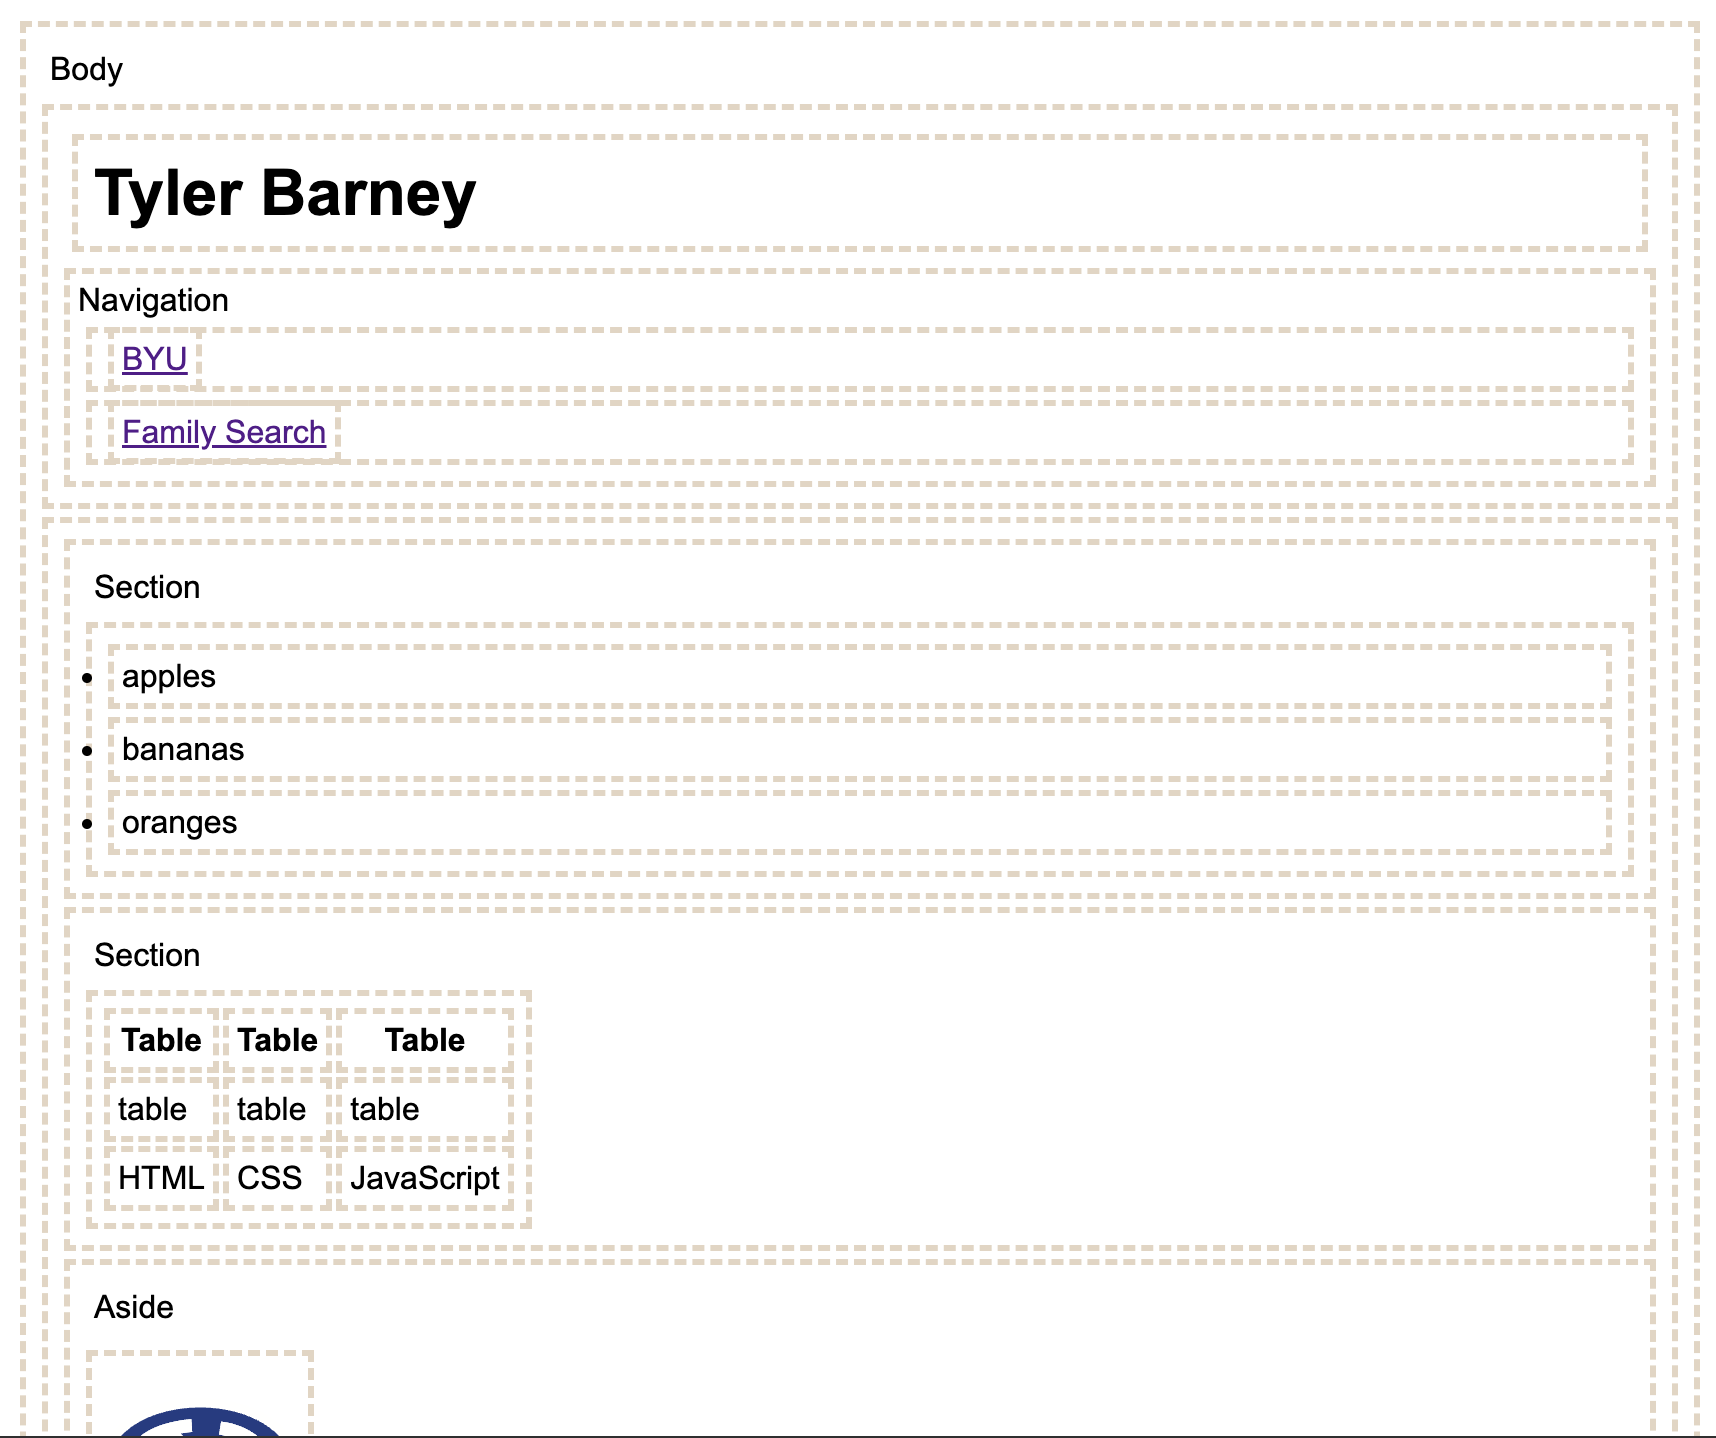 Body
Tyler Barney
Navigation
BYU
Family Search
Section
apples
bananas
oranges
Section
Table Table Table
table table table
HTML CSS JavaScript
Aside